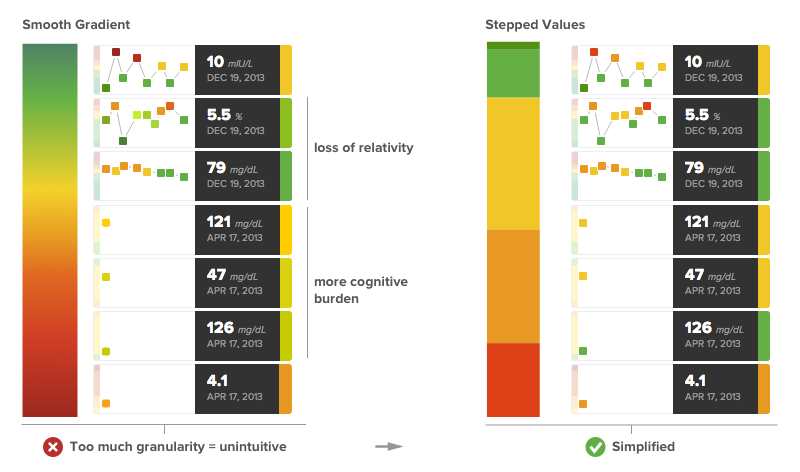 Smooth Gradient
10 mIU/L
DEC 19, 2013
5.5 %
DEC 19, 2013
79 mg/dL
DEC 19, 2013
121 mg/dL
APR 17, 2013
47 mg/dL
APR 17, 2013
126 mg/dL
APR 17, 2013
4.1
APR 17, 2013
loss of relativity
more cognitive
burden
Too much granularity = unintuitive
Stepped Values
10 mIU/L
DEC 19, 2013
5.5 %
DEC 19, 2013
79 mg/dL
DEC 19, 2013
121 mg/dL
APR 17, 2013
47 mg/dL
APR 17, 2013
126 mg/dL
APR 17, 2013
4.1
APR 17, 2013
Simplified